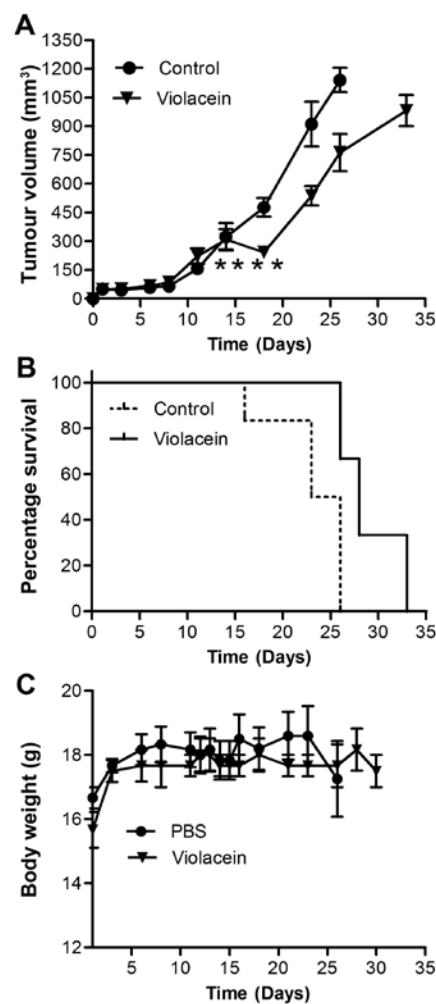 A
1350
1200
1050
900
750
600
450
300
150
0
Tumour volume (mm³)
Control
Violacein
****
0 5 10 15 20 25 30 35
Time (Days)
B
100
80
60
40
20
0
Percentage survival
Control
Violacein
0 5 10 15 20 25 30 35
Time (Days)
C
20
18
16
14
12
Body weight (g)
PBS
Violacein
5 10 15 20 25 30 35
Time (Days)